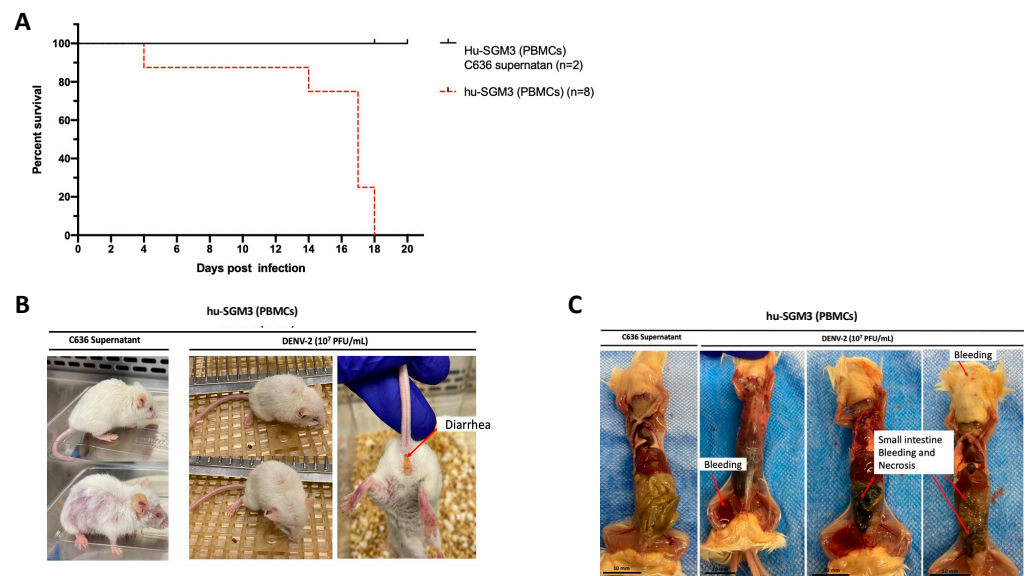 A
100
80
60
40
20
0
Percent survival
0 2 4 6 8 10 12 14 16 18 20
Days post infection
Hu-SGM3 (PBMCs)
C636 supernatan (n=2)
hu-SGM3 (PBMCs) (n=8)
B
hu-SGM3 (PBMCs)
C636 Supernatant
DENV-2 (10⁷ PFU/mL)
Diarrhea
C
hu-SGM3 (PBMCs)
C636 Supernatant
DENV-2 (10⁷ PFU/mL)
Bleeding
Bleeding
Small intestine
Bleeding and
Necrosis
10 mm